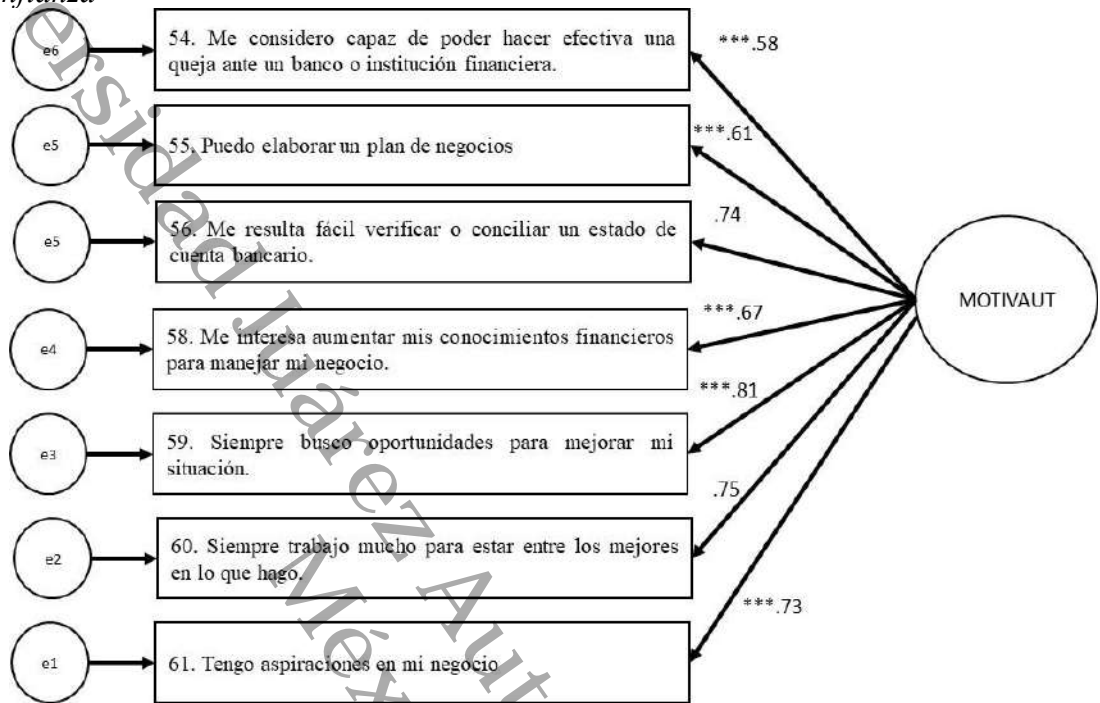 e6
54. Me considero capaz de poder hacer efectiva una
queja ante un banco o institución financiera.
***.58
e5
55. Puedo elaborar un plan de negocios
***.61
e5
56. Me resulta fácil verificar o conciliar un estado de
cuenta bancario.
.74
MOTIVAUT
e4
58. Me interesa aumentar mis conocimientos financieros
para manejar mi negocio.
***.67
e3
59. Siempre busco oportunidades para mejorar mi
situación.
***.81
e2
60. Siempre trabajo mucho para estar entre los mejores
en lo que hago.
.75
e1
61. Tengo aspiraciones en mi negocio
***.73
Juárez